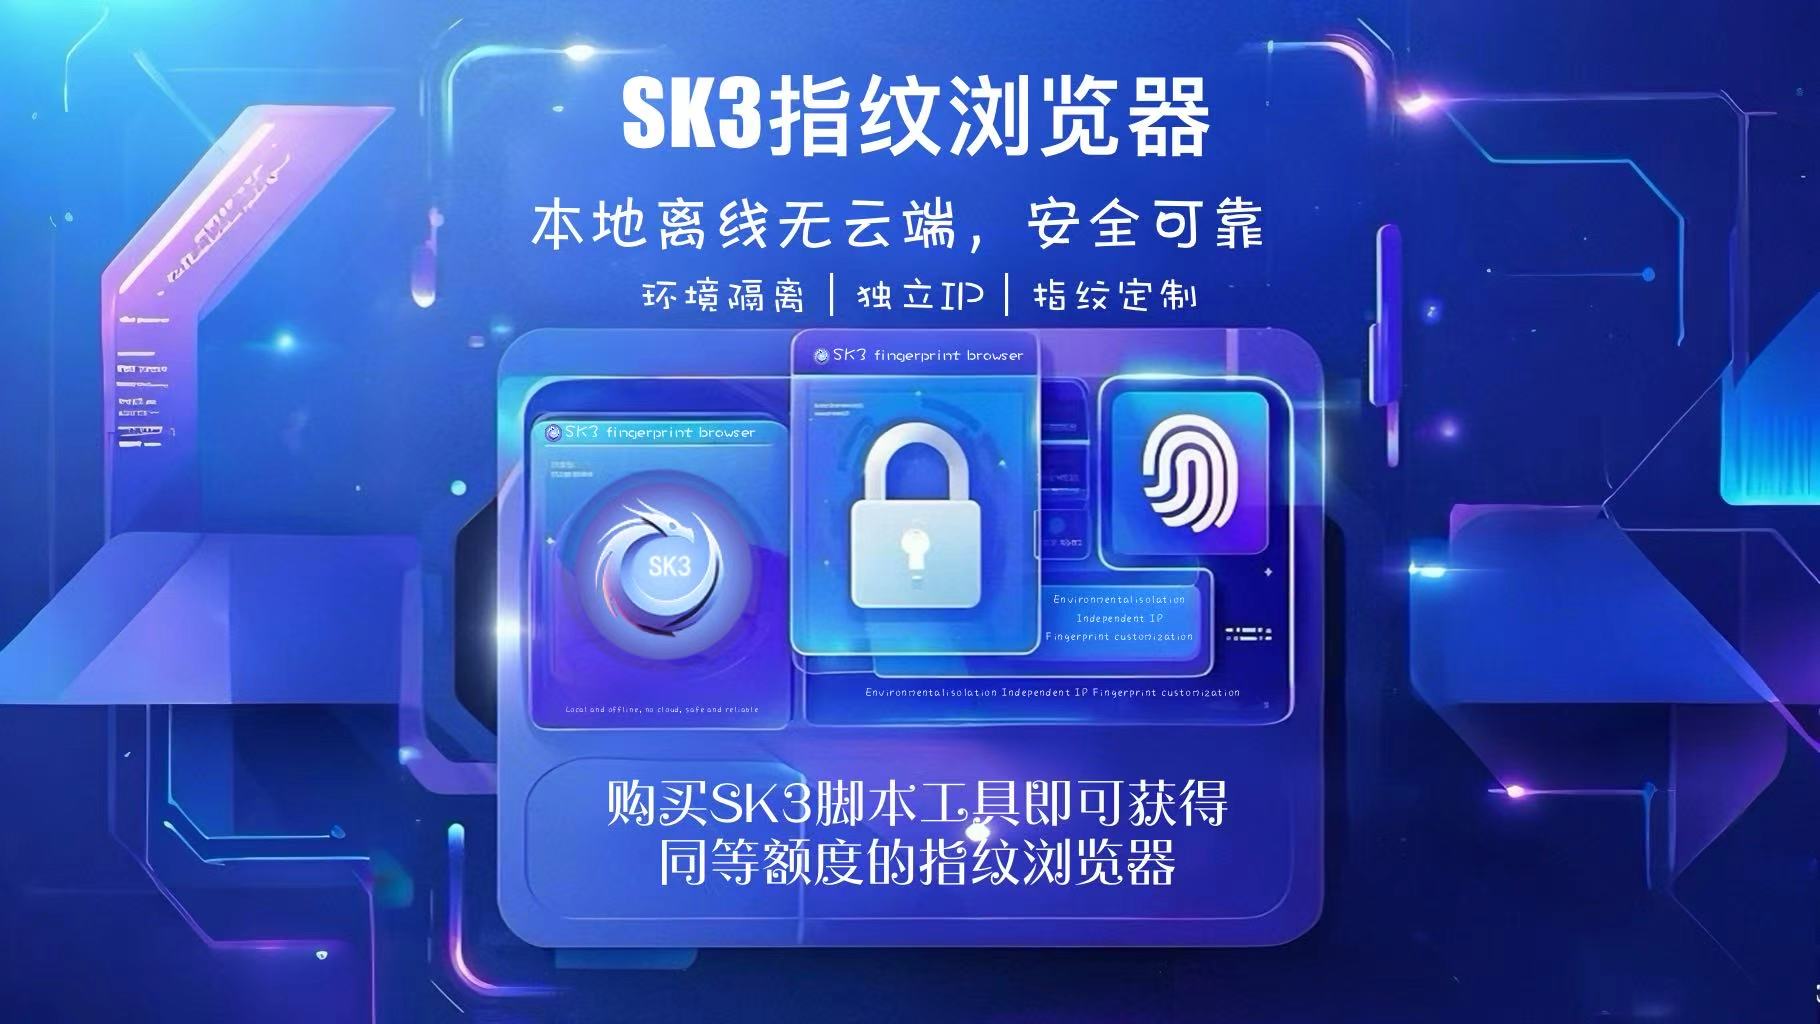 SK3指纹浏览器
本地离线无云端，安全可靠
环境隔离 | 独立IP | 指纹定制
SK3 fingerprint browser
SK3 fingerprint browser
SK3
Environmentalisolation
Independent IP
Fingerprint customization
Environmentalisolation Independent IP Fingerprint customization
Local and offline, no cloud, safe and reliable
购买SK3脚本工具即可获得
同等额度的指纹浏览器